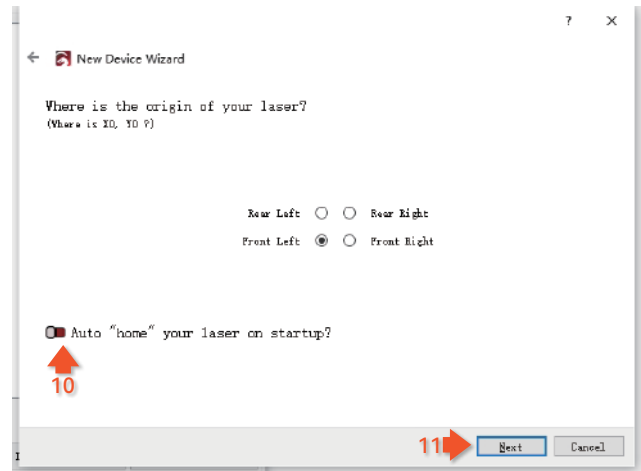 ? X
← New Device Wizard
Where is the origin of your laser?
(Where is X0, Y0 ?)
Rear Left Rear Right
Front Left Front Right
Auto "home" your laser on startup?
10
11 Next Cancel